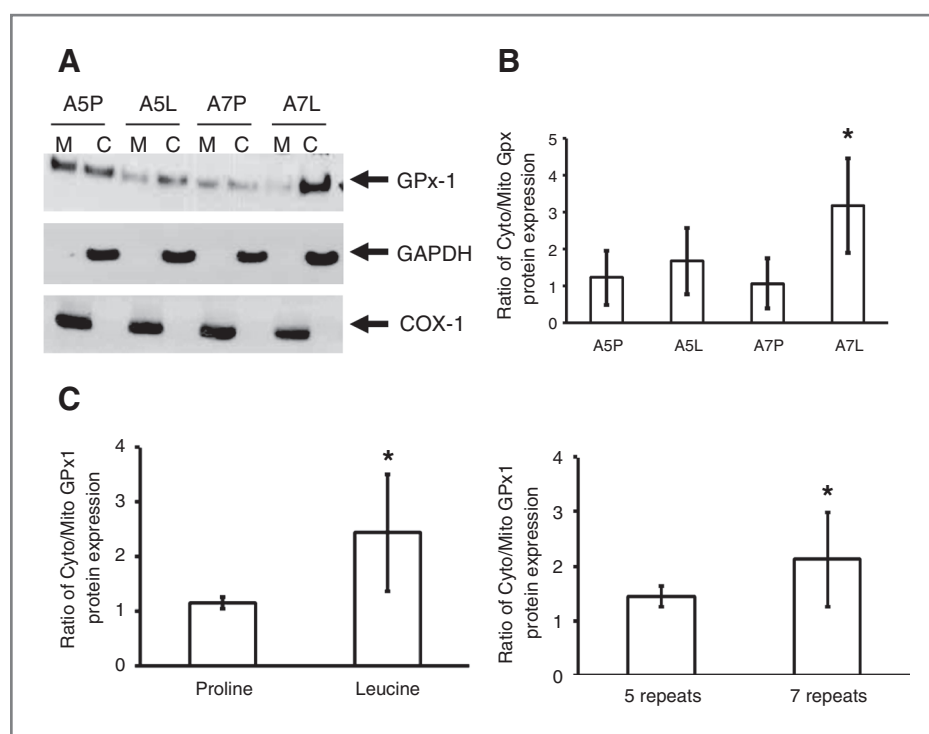 A
A5P A5L A7P A7L
M C M C M C M C
GPx-1
GAPDH
COX-1
B
Ratio of Cyto/Mito Gpx
protein expression
5
4
3
2
1
0
*
A5P A5L A7P A7L
C
Ratio of Cyto/Mito GPx1
protein expression
4
3
2
1
0
*
Proline Leucine
Ratio of Cyto/Mito GPx1
protein expression
4
3
2
1
0
*
5 repeats 7 repeats